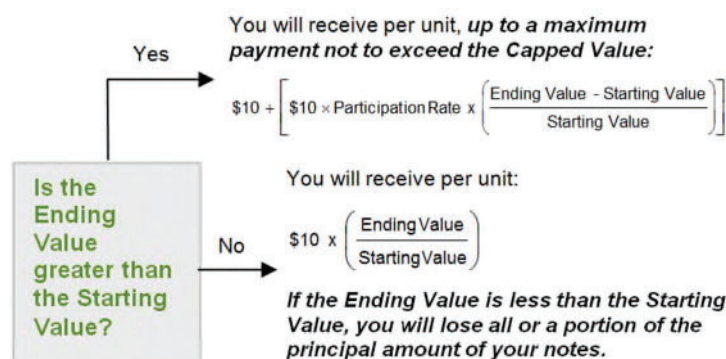 You will receive per unit, up to a maximum
payment not to exceed the Capped Value:
Yes
$10 + [ $10 × Participation Rate x ( Ending Value - Starting Value / Starting Value ) ]
Is the
Ending
Value
greater than
the Starting
Value?
You will receive per unit:
No
$10 x ( Ending Value / Starting Value )
If the Ending Value is less than the Starting
Value, you will lose all or a portion of the
principal amount of your notes.